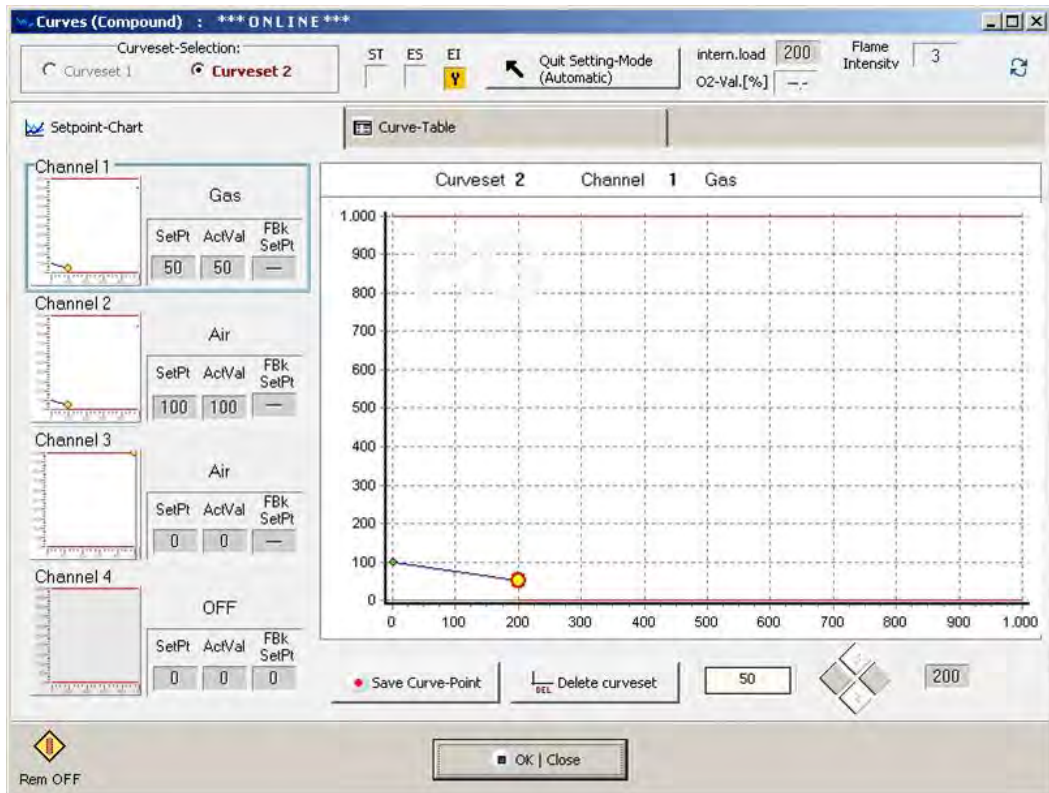 Curves (Compound) : ***ONLINE***
Curveset-Selection:
Curveset 1 Curveset 2
ST ES EI
Y
Quit Setting-Mode
(Automatic)
intern.load 200
O2-Val.[%] --.-
Flame
Intensity 3
Setpoint-Chart
Curve-Table
Channel 1
Gas
SetPt ActVal FBk
SetPt
50 50 ---
Channel 2
Air
SetPt ActVal FBk
SetPt
100 100 ---
Channel 3
Air
SetPt ActVal FBk
SetPt
0 0 ---
Channel 4
OFF
SetPt ActVal FBk
SetPt
0 0 0
Curveset 2 Channel 1 Gas
1.000
900
800
700
600
500
400
300
200
100
0
0 100 200 300 400 500 600 700 800 900 1.000
Save Curve-Point
DEL Delete curveset
50
200
Rem OFF
OK | Close